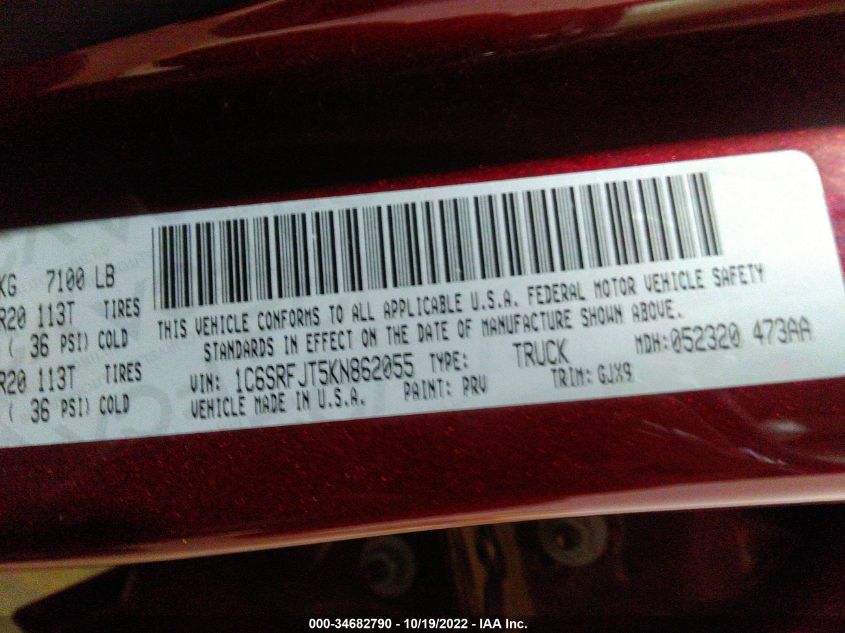 KG 7100 LB
R20 113T TIRES
( 36 PSI) COLD
R20 113T TIRES
( 36 PSI) COLD
THIS VEHICLE CONFORMS TO ALL APPLICABLE U.S.A. FEDERAL MOTOR VEHICLE SAFETY
STANDARDS IN EFFECT ON THE DATE OF MANUFACTURE SHOWN ABOVE.
VIN: 1C6SRFJT5KN862055 TYPE: TRUCK MDH: 052320 473AA
VEHICLE MADE IN U.S.A. PAINT: PRV TRIM: GJX9
000-34682790 - 10/19/2022 - IAA Inc.